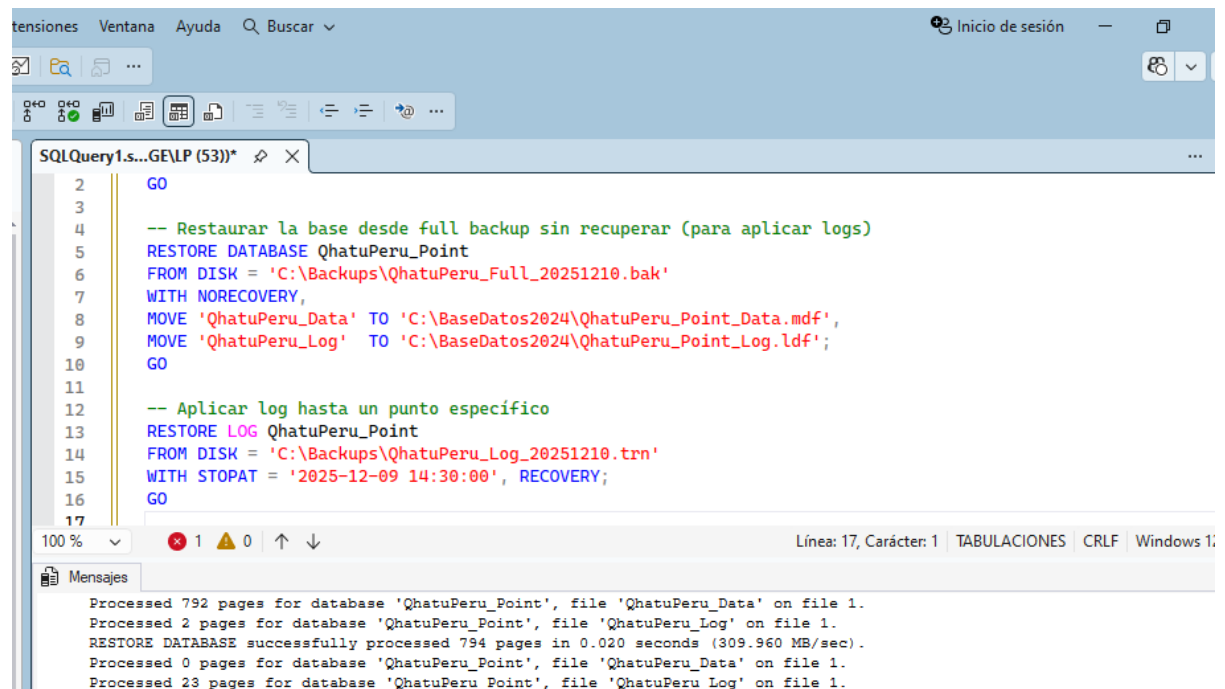 tensiones Ventana Ayuda Buscar Inicio de sesión
SQLQuery1.s...GE\LP (53))*
2 GO
3
4 -- Restaurar la base desde full backup sin recuperar (para aplicar logs)
5 RESTORE DATABASE QhatuPeru_Point
6 FROM DISK = 'C:\Backups\QhatuPeru_Full_20251210.bak'
7 WITH NORECOVERY,
8 MOVE 'QhatuPeru_Data' TO 'C:\BaseDatos2024\QhatuPeru_Point_Data.mdf',
9 MOVE 'QhatuPeru_Log'  TO 'C:\BaseDatos2024\QhatuPeru_Point_Log.ldf';
10 GO
11
12 -- Aplicar log hasta un punto específico
13 RESTORE LOG QhatuPeru_Point
14 FROM DISK = 'C:\Backups\QhatuPeru_Log_20251210.trn'
15 WITH STOPAT = '2025-12-09 14:30:00', RECOVERY;
16 GO
17
100 % 1 0 Línea: 17, Carácter: 1 TABULACIONES CRLF Windows 12
Mensajes
Processed 792 pages for database 'QhatuPeru_Point', file 'QhatuPeru_Data' on file 1.
Processed 2 pages for database 'QhatuPeru_Point', file 'QhatuPeru_Log' on file 1.
RESTORE DATABASE successfully processed 794 pages in 0.020 seconds (309.960 MB/sec).
Processed 0 pages for database 'QhatuPeru_Point', file 'QhatuPeru_Data' on file 1.
Processed 23 pages for database 'QhatuPeru_Point', file 'QhatuPeru_Log' on file 1.